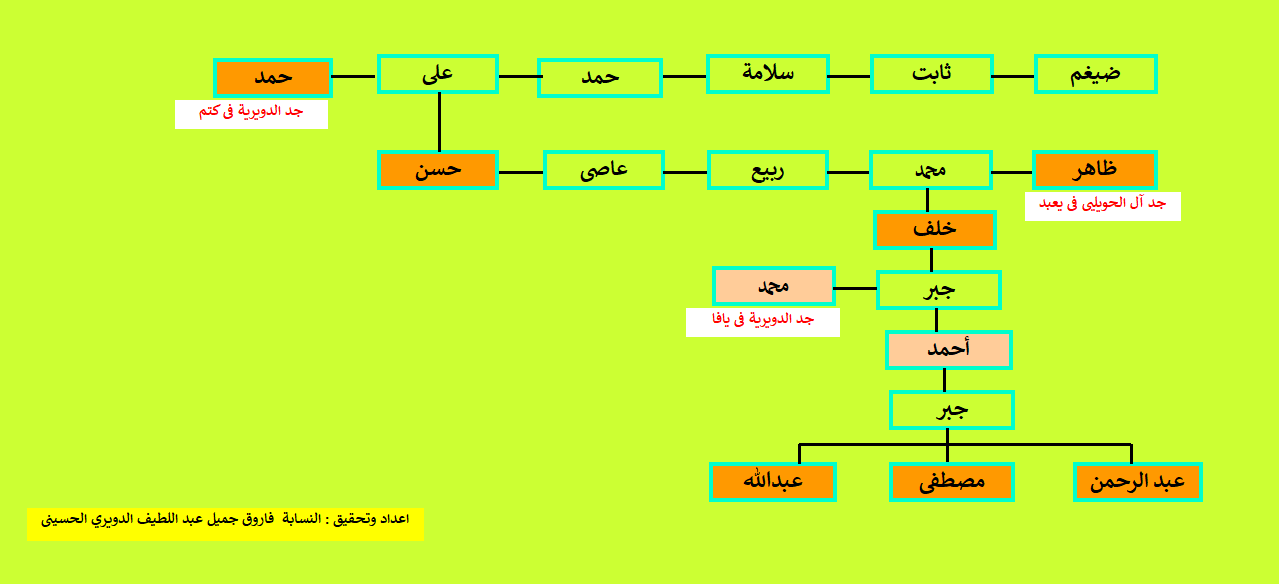 ضيغم
ثابت
سلامة
حمد
على
حمد
جد الدويرية فى كتم
ظاهر
محمد
ربيع
عاصى
حسن
جد آل الحويليى فى يعبد
خلف
جبر
محمد
جد الدويرية فى يافا
أحمد
جبر
عبد الرحمن
مصطفى
عبدالله
اعداد وتحقيق : النسابة فاروق جميل عبد اللطيف الدويري الحسينى